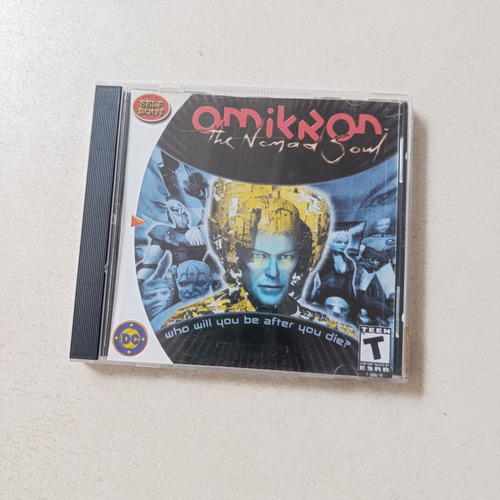 SELF
BOOT
omikron
The Nomad Soul
who will you be after you die?
DC
TEEN
T
ESRB